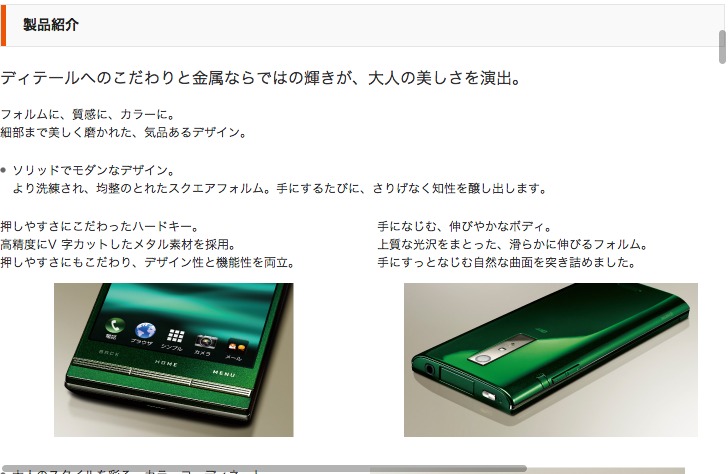 製品紹介
ディテールへのこだわりと金属ならではの輝きが、大人の美しさを演出。
フォルムに、質感に、カラーに。
細部まで美しく磨かれた、気品あるデザイン。
ソリッドでモダンなデザイン。
より洗練され、均整のとれたスクエアフォルム。手にするたびに、さりげなく知性を醸し出します。
押しやすさにこだわったハードキー。
高精度にV 字カットしたメタル素材を採用。
押しやすさにもこだわり、デザイン性と機能性を両立。
手になじむ、伸びやかなボディ。
上質な光沢をまとった、滑らかに伸びるフォルム。
手にすっとなじむ自然な曲面を突き詰めました。
電話
ブラウザ
シンプル
カメラ
メール
BACK
HOME
MENU